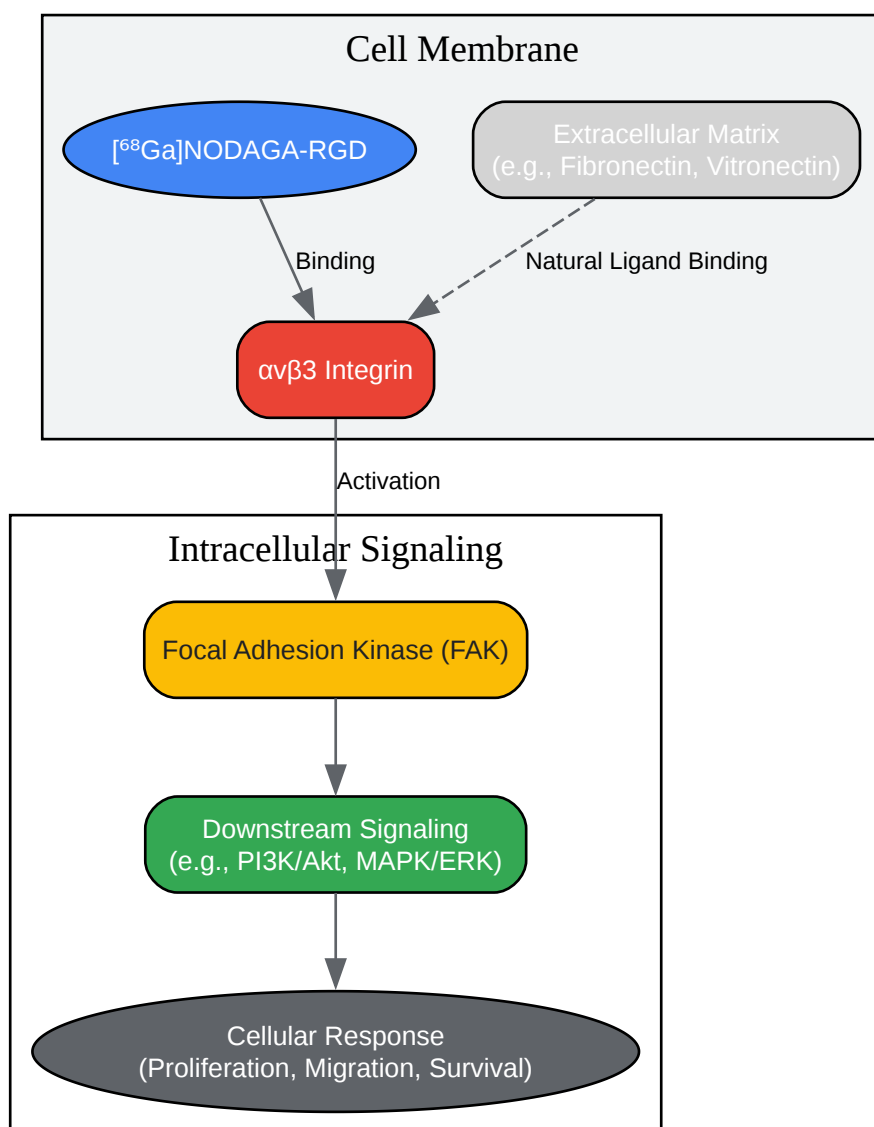 Cell Membrane
[⁶⁸Ga]NODAGA-RGD
Extracellular Matrix
(e.g., Fibronectin, Vitronectin)
Binding
Natural Ligand Binding
αvβ3 Integrin
Activation
Intracellular Signaling
Focal Adhesion Kinase (FAK)
Downstream Signaling
(e.g., PI3K/Akt, MAPK/ERK)
Cellular Response
(Proliferation, Migration, Survival)